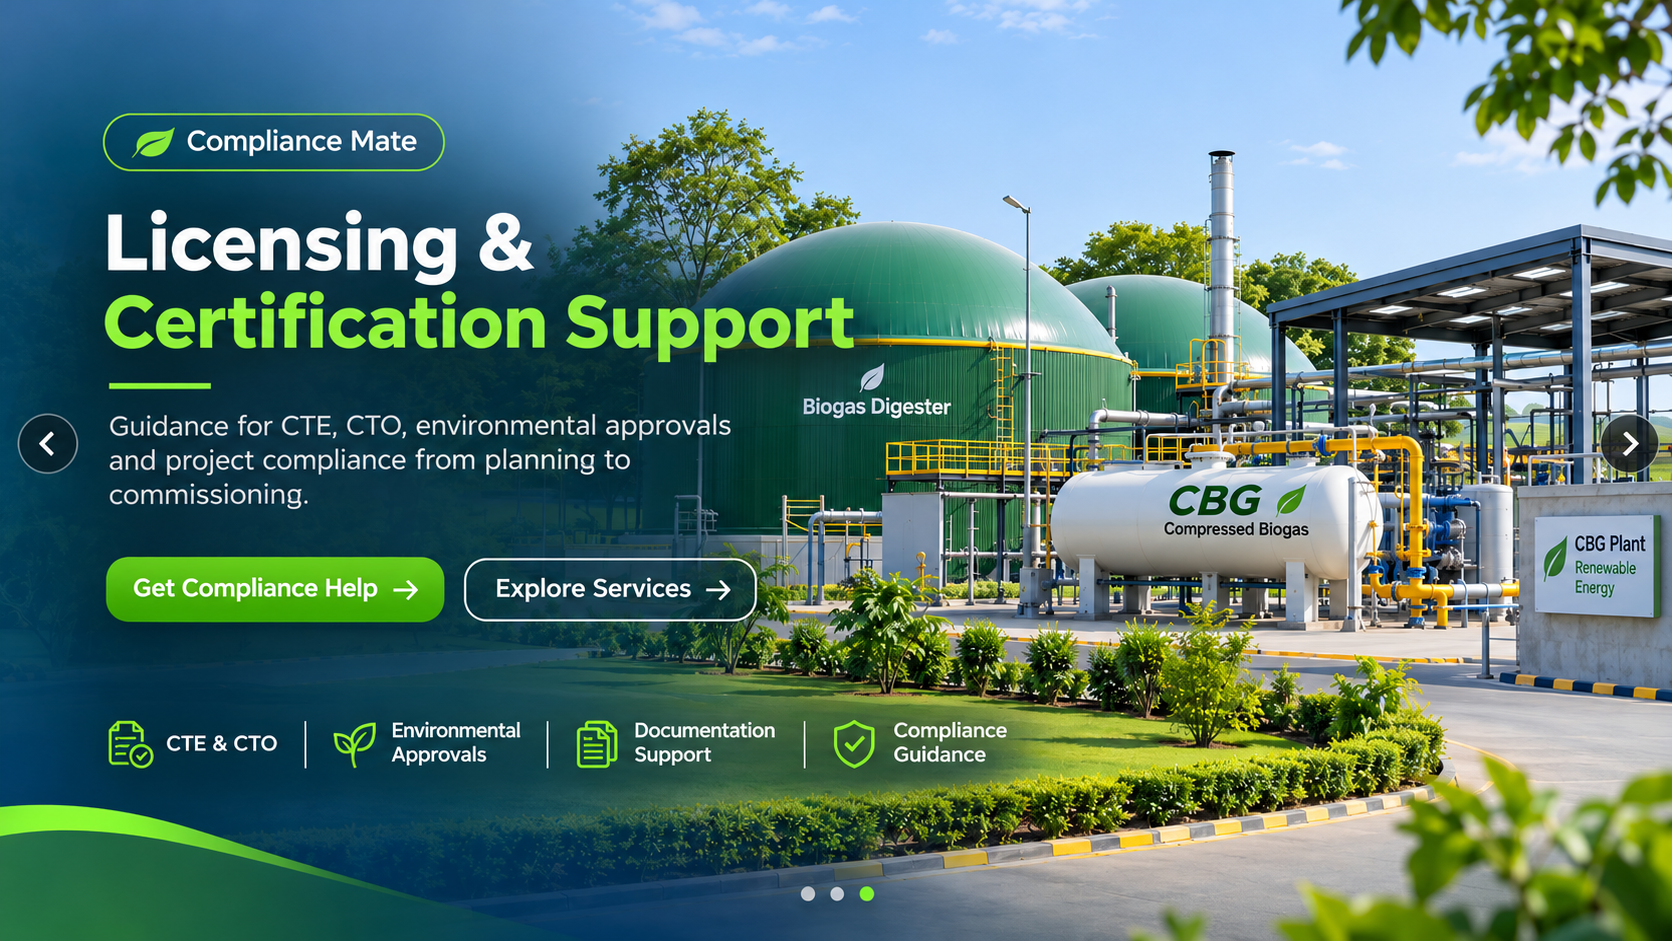 Compliance Mate
Licensing &
Certification Support
Guidance for CTE, CTO, environmental approvals
and project compliance from planning to
commissioning.
Get Compliance Help
Explore Services
CTE & CTO
Environmental
Approvals
Documentation
Support
Compliance
Guidance
Biogas Digester
CBG
Compressed Biogas
CBG Plant
Renewable
Energy